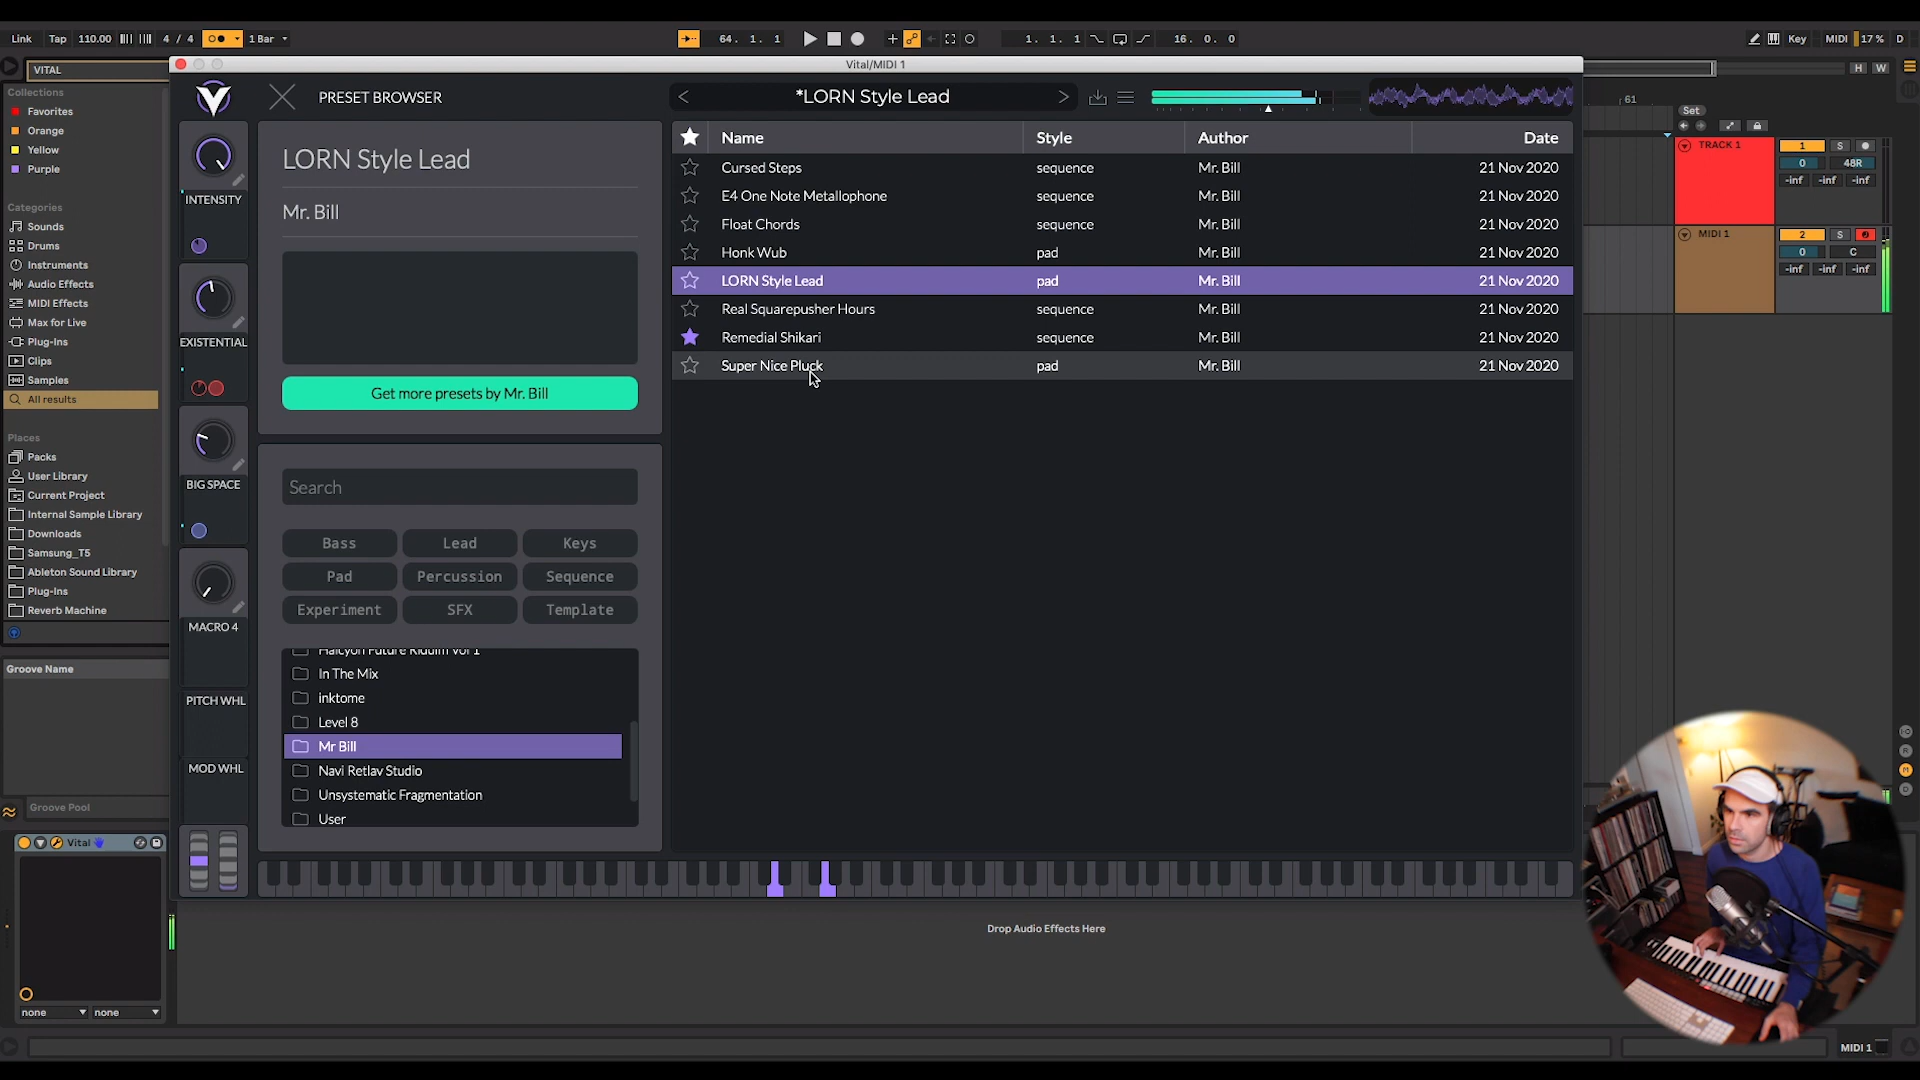 Link Tap 110.00 4 / 4 1 Bar 64. 1. 1 1. 1. 1 16. 0. 0 Key MIDI 17 % D
VITAL
Vital/MIDI 1
H W
Collections
Favorites
Orange
Yellow
Purple
Categories
Sounds
Drums
Instruments
Audio Effects
MIDI Effects
Max for Live
Plug-Ins
Clips
Samples
All results
Places
Packs
User Library
Current Project
Internal Sample Library
Downloads
Samsung_T5
Ableton Sound Library
Plug-Ins
Reverb Machine
Groove Name
Groove Pool
Vital
none none
INTENSITY
EXISTENTIAL
BIG SPACE
MACRO 4
PITCH WHL
MOD WHL
PRESET BROWSER
*LORN Style Lead
LORN Style Lead
Mr. Bill
Get more presets by Mr. Bill
Search
Bass Lead Keys
Pad Percussion Sequence
Experiment SFX Template
Halcyon Future Riddim Vol 1
In The Mix
inktome
Level 8
Mr Bill
Navi Retlav Studio
Unsystematic Fragmentation
User
Name Style Author Date
Cursed Steps sequence Mr. Bill 21 Nov 2020
E4 One Note Metallophone sequence Mr. Bill 21 Nov 2020
Float Chords sequence Mr. Bill 21 Nov 2020
Honk Wub pad Mr. Bill 21 Nov 2020
LORN Style Lead pad Mr. Bill 21 Nov 2020
Real Squarepusher Hours sequence Mr. Bill 21 Nov 2020
Remedial Shikari sequence Mr. Bill 21 Nov 2020
Super Nice Pluck pad Mr. Bill 21 Nov 2020
61
Set
TRACK 1 1 S
0 48R
-inf -inf -inf
MIDI 1 2 S
0 C
-inf -inf -inf
Drop Audio Effects Here
MIDI 1